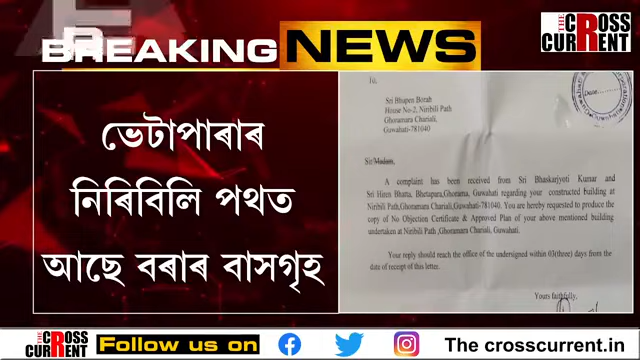 BREAKING NEWS
THE CROSS
CURRENT
ভেটাপাৰাৰ
নিৰিবিলি পথত
আছে বৰাৰ বাসগৃহ
To,
Sri Bhupen Borah
House No-2, Niribili Path
Ghoramara Chariali,
Guwahati-781040
Date
Sir/Madam,
A complaint has been received from Sri Bhaskarjyoti Kumar and
Sri Hiren Bharta, Bhetapara,Ghorama, Guwahati regarding your constructed building at
Niribili Path,Ghoramara Chariali,Guwahati-781040. You are hereby requested to produce the
copy of No Objection Certificate & Approved Plan of your above mentioned building
undertaken at Niribili Path ,Ghoramara Chariali, Guwahati.
Your reply should reach the office of the undersigned within 03(three) days from the
date of receipt of this letter.
Yours faithfully,
THE CROSS
CURRENT
Follow us on
The crosscurrent.in